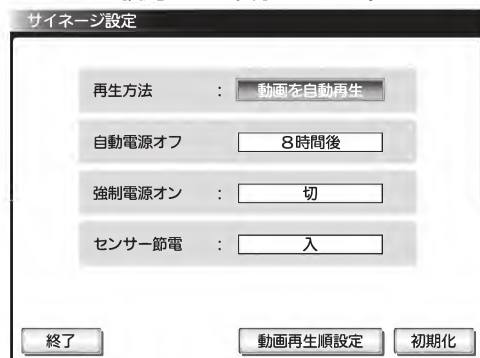 サイネージ設定
再生方法 : 動画を自動再生
自動電源オフ 8時間後
強制電源オン : 切
センサー節電 : 入
終了 動画再生順設定 初期化